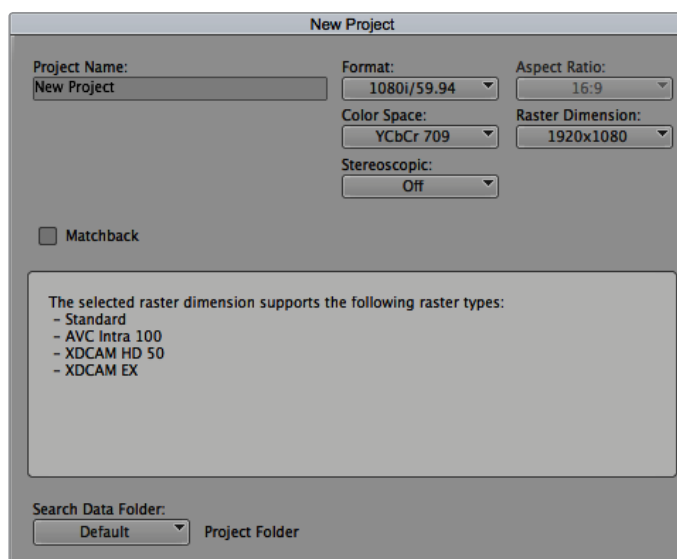 New Project
Project Name:
New Project
Format:
1080i/59.94
Aspect Ratio:
16:9
Color Space:
YCbCr 709
Raster Dimension:
1920x1080
Stereoscopic:
Off
Matchback
The selected raster dimension supports the following raster types:
- Standard
- AVC Intra 100
- XDCAM HD 50
- XDCAM EX
Search Data Folder:
Default
Project Folder